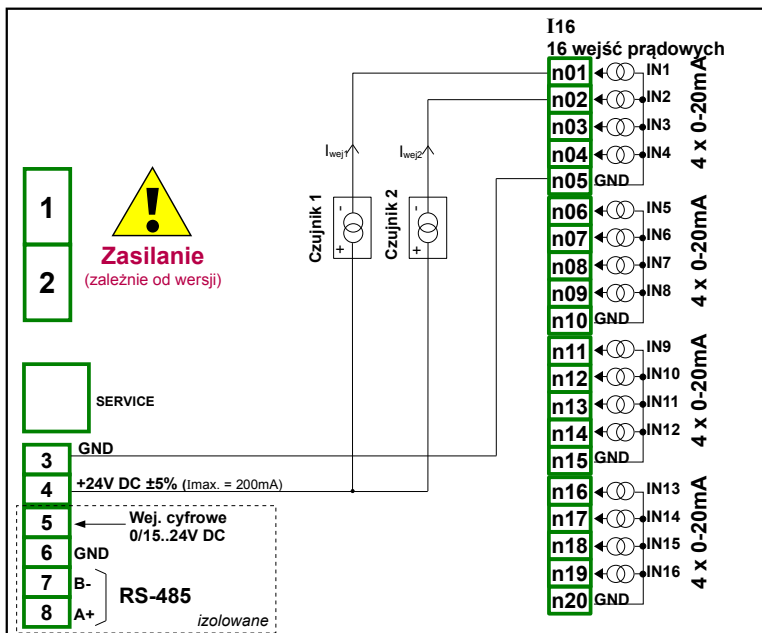 I16
16 wejść prądowych
n01 IN1
n02 IN2
n03 IN3
n04 IN4
n05 GND
4 x 0-20mA
n06 IN5
n07 IN6
n08 IN7
n09 IN8
n10 GND
4 x 0-20mA
n11 IN9
n12 IN10
n13 IN11
n14 IN12
n15 GND
4 x 0-20mA
n16 IN13
n17 IN14
n18 IN15
n19 IN16
n20 GND
4 x 0-20mA
Iwej1
Iwej2
Czujnik 1
- +
Czujnik 2
- +
1
2
!
Zasilanie
(zależnie od wersji)
SERVICE
3 GND
4 +24V DC ±5% (Imax. = 200mA)
5 Wej. cyfrowe
0/15..24V DC
6 GND
7 B-
8 A+
RS-485
izolowane